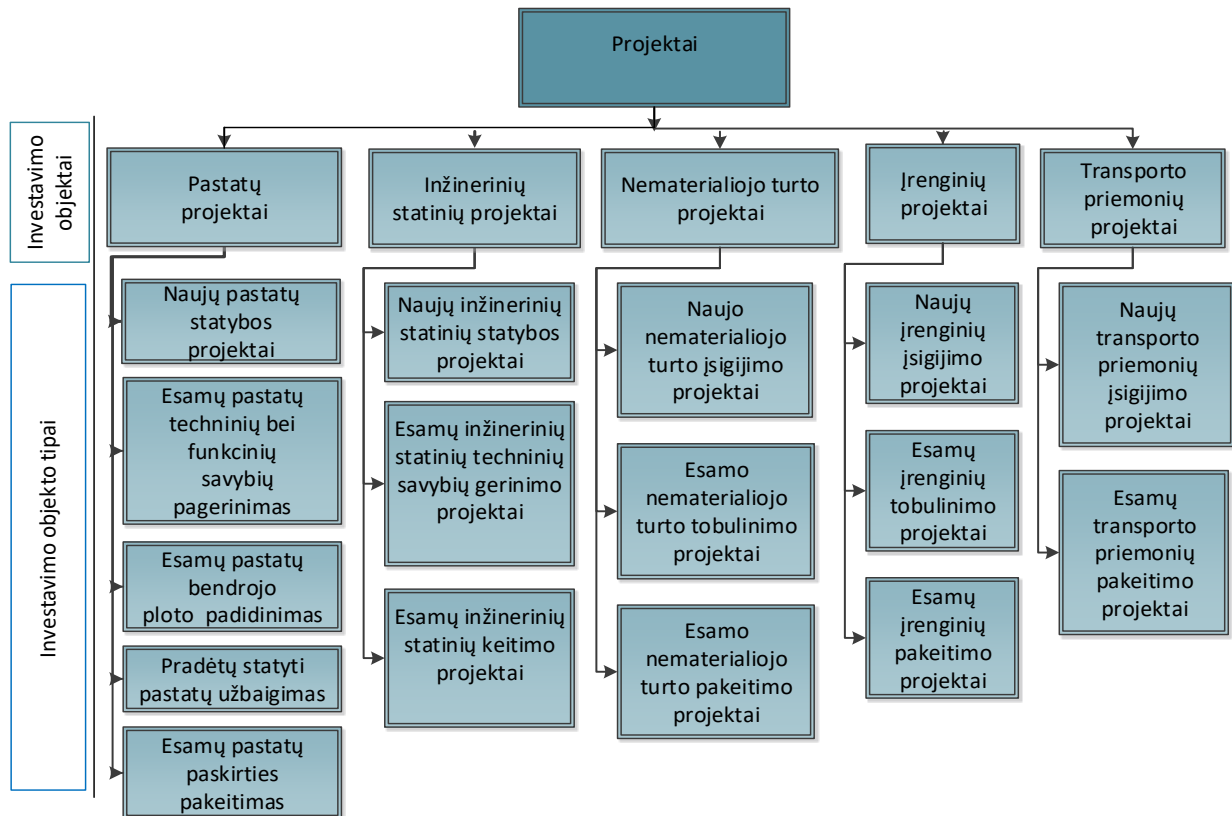 Projektai
Investavimo
objektai
Pastatų
projektai
Inžinerinių
statinių projektai
Nematerialiojo turto
projektai
Įrenginių
projektai
Transporto
priemonių
projektai
Investavimo objekto tipai
Naujų pastatų
statybos
projektai
Esamų pastatų
techninių bei
funkcinių
savybių
pagerinimas
Esamų pastatų
bendrojo
ploto padidinimas
Pradėtų statyti
pastatų užbaigimas
Esamų pastatų
paskirties
pakeitimas
Naujų inžinerinių
statinių statybos
projektai
Esamų inžinerinių
statinių techninių
savybių gerinimo
projektai
Esamų inžinerinių
statinių keitimo
projektai
Naujo
nematerialiojo
turto įsigijimo
projektai
Esamo
nematerialiojo
turto tobulinimo
projektai
Esamo
nematerialiojo
turto pakeitimo
projektai
Naujų
įrenginių
įsigijimo
projektai
Esamų
įrenginių
tobulinimo
projektai
Esamų
įrenginių
pakeitimo
projektai
Naujų
transporto
priemonių
įsigijimo
projektai
Esamų
transporto
priemonių
pakeitimo
projektai